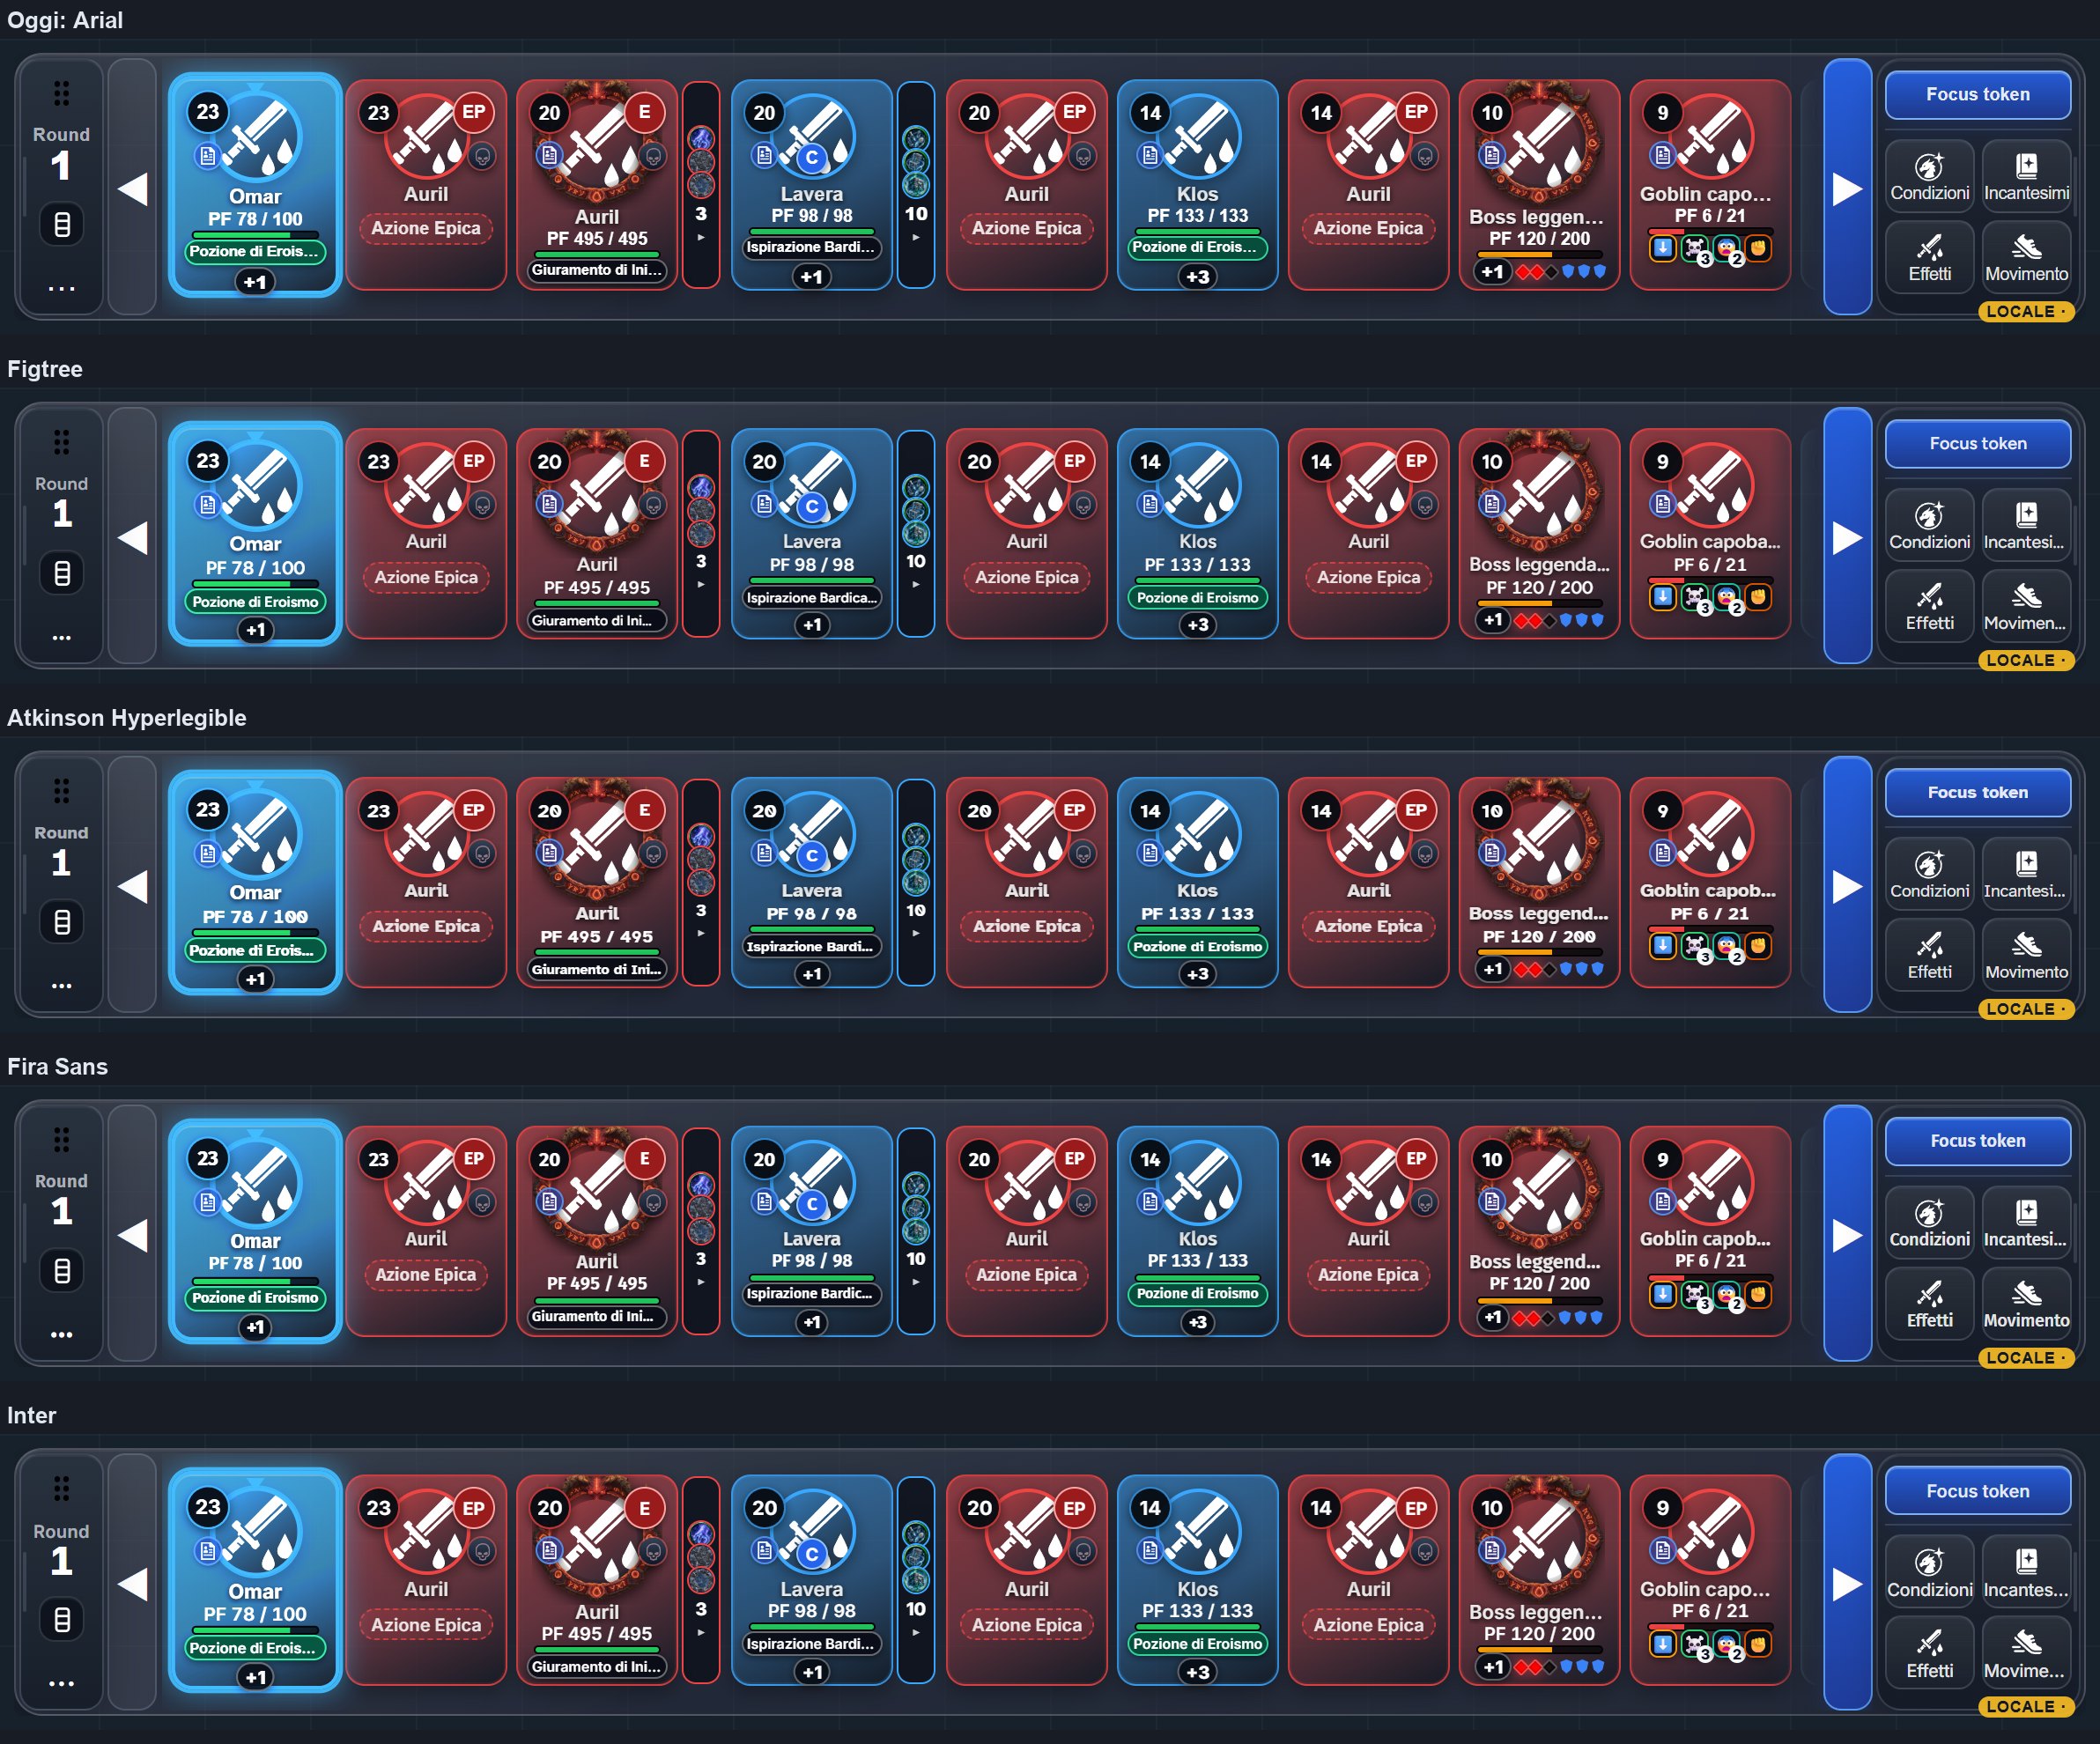 Oggi: Arial
Round
1
...
23
Omar
PF 78 / 100
Pozione di Erois...
+1
23
EP
Auril
Azione Epica
20
E
Auril
PF 495 / 495
Giuramento di Ini...
3
20
C
Lavera
PF 98 / 98
Ispirazione Bardi...
+1
10
20
EP
Auril
Azione Epica
14
Klos
PF 133 / 133
Pozione di Erois...
+3
14
EP
Auril
Azione Epica
10
Boss leggen...
PF 120 / 200
+1
9
Goblin capo...
PF 6 / 21
3
2
Focus token
Condizioni
Incantesimi
Effetti
Movimento
LOCALE ·
Figtree
Round
1
...
23
Omar
PF 78 / 100
Pozione di Eroismo
+1
23
EP
Auril
Azione Epica
20
E
Auril
PF 495 / 495
Giuramento di Ini...
3
20
C
Lavera
PF 98 / 98
Ispirazione Bardica...
+1
10
20
EP
Auril
Azione Epica
14
Klos
PF 133 / 133
Pozione di Eroismo
+3
14
EP
Auril
Azione Epica
10
Boss leggenda...
PF 120 / 200
+1
9
Goblin capoba...
PF 6 / 21
3
2
Focus token
Condizioni
Incantesi...
Effetti
Movimen...
LOCALE ·
Atkinson Hyperlegible
Round
1
...
23
Omar
PF 78 / 100
Pozione di Erois...
+1
23
EP
Auril
Azione Epica
20
E
Auril
PF 495 / 495
Giuramento di Ini...
3
20
C
Lavera
PF 98 / 98
Ispirazione Bardi...
+1
10
20
EP
Auril
Azione Epica
14
Klos
PF 133 / 133
Pozione di Eroismo
+3
14
EP
Auril
Azione Epica
10
Boss leggend...
PF 120 / 200
+1
9
Goblin capob...
PF 6 / 21
3
2
Focus token
Condizioni
Incantesi...
Effetti
Movimento
LOCALE ·
Fira Sans
Round
1
...
23
Omar
PF 78 / 100
Pozione di Eroismo
+1
23
EP
Auril
Azione Epica
20
E
Auril
PF 495 / 495
Giuramento di Ini...
3
20
C
Lavera
PF 98 / 98
Ispirazione Bardic...
+1
10
20
EP
Auril
Azione Epica
14
Klos
PF 133 / 133
Pozione di Eroismo
+3
14
EP
Auril
Azione Epica
10
Boss leggend...
PF 120 / 200
+1
9
Goblin capob...
PF 6 / 21
3
2
Focus token
Condizioni
Incantesi...
Effetti
Movimento
LOCALE ·
Inter
Round
1
...
23
Omar
PF 78 / 100
Pozione di Erois...
+1
23
EP
Auril
Azione Epica
20
E
Auril
PF 495 / 495
Giuramento di Ini...
3
20
C
Lavera
PF 98 / 98
Ispirazione Bardi...
+1
10
20
EP
Auril
Azione Epica
14
Klos
PF 133 / 133
Pozione di Eroismo
+3
14
EP
Auril
Azione Epica
10
Boss leggen...
PF 120 / 200
+1
9
Goblin capo...
PF 6 / 21
3
2
Focus token
Condizioni
Incantes...
Effetti
Movime...
LOCALE ·